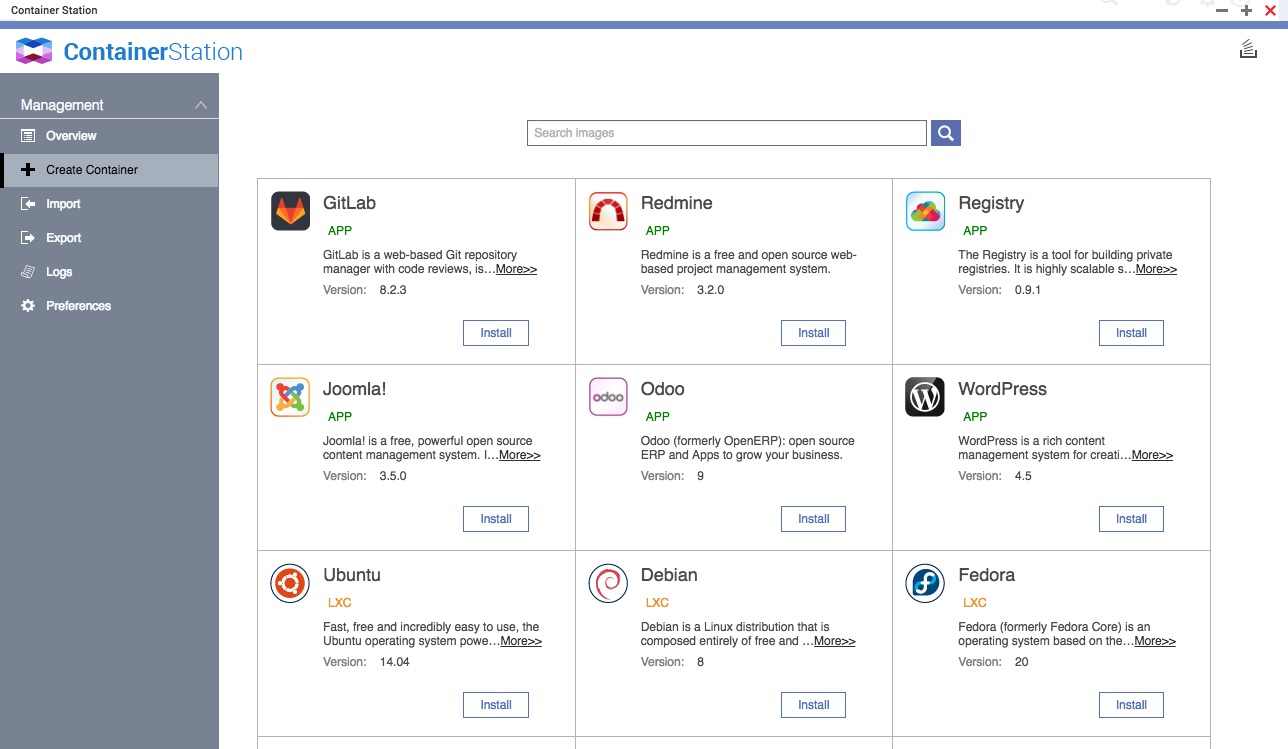 Container Station
ContainerStation
Management
Overview
Create Container
Import
Export
Logs
Preferences
Search images
GitLab
APP
GitLab is a web-based Git repository
manager with code reviews, is...More>>
Version: 8.2.3
Install
Redmine
APP
Redmine is a free and open source web-
based project management system.
Version: 3.2.0
Install
Registry
APP
The Registry is a tool for building private
registries. It is highly scalable s...More>>
Version: 0.9.1
Install
Joomla!
APP
Joomla! is a free, powerful open source
content management system. I...More>>
Version: 3.5.0
Install
odoo
Odoo
APP
Odoo (formerly OpenERP): open source
ERP and Apps to grow your business.
Version: 9
Install
WordPress
APP
WordPress is a rich content
management system for creati...More>>
Version: 4.5
Install
Ubuntu
LXC
Fast, free and incredibly easy to use, the
Ubuntu operating system powe...More>>
Version: 14.04
Install
Debian
LXC
Debian is a Linux distribution that is
composed entirely of free and ...More>>
Version: 8
Install
Fedora
LXC
Fedora (formerly Fedora Core) is an
operating system based on the...More>>
Version: 20
Install